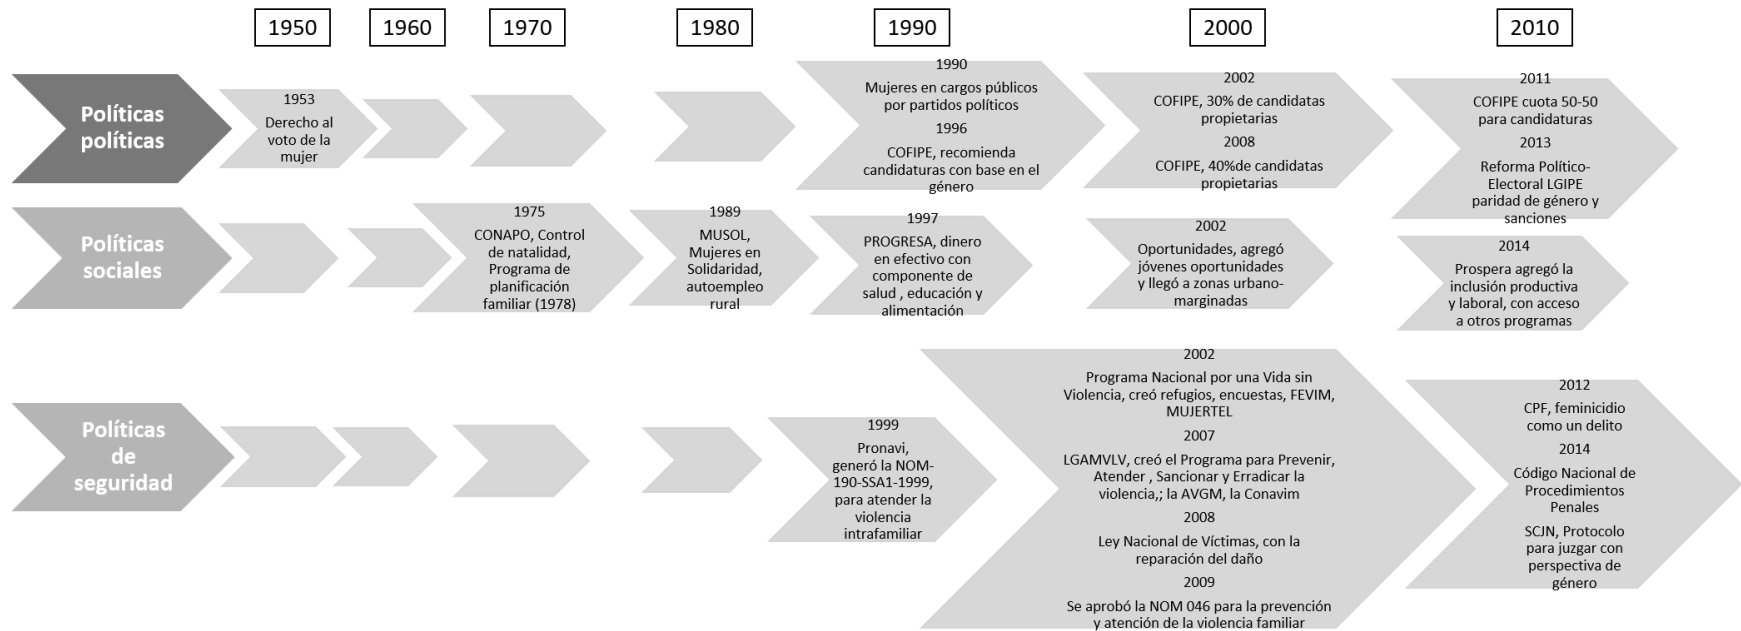 1950
1960
1970
1980
1990
2000
2010
Políticas
políticas
1953
Derecho al
voto de la
mujer
1990
Mujeres en cargos públicos
por partidos políticos
1996
COFIPE, recomienda
candidaturas con base en el
género
2002
COFIPE, 30% de candidatas
propietarias
2008
COFIPE, 40%de candidatas
propietarias
2011
COFIPE cuota 50-50
para candidaturas
2013
Reforma Político-
Electoral LGIPE
paridad de género y
sanciones
Políticas
sociales
1975
CONAPO, Control
de natalidad,
Programa de
planificación
familiar (1978)
1989
MUSOL,
Mujeres en
Solidaridad,
autoempleo
rural
1997
PROGRESA, dinero
en efectivo con
componente de
salud , educación y
alimentación
2002
Oportunidades, agregó
jóvenes oportunidades
y llegó a zonas urbano-
marginadas
2014
Prospera agregó la
inclusión productiva
y laboral, con acceso
a otros programas
Políticas
de
seguridad
1999
Pronavi,
generó la NOM-
190-SSA1-1999,
para atender la
violencia
intrafamiliar
2002
Programa Nacional por una Vida sin
Violencia, creó refugios, encuestas, FEVIM,
MUJERTEL
2007
LGAMVLV, creó el Programa para Prevenir,
Atender , Sancionar y Erradicar la
violencia,; la AVGM, la Conavim
2008
Ley Nacional de Víctimas, con la
reparación del daño
2009
Se aprobó la NOM 046 para la prevención
y atención de la violencia familiar
2012
CPF, feminicidio
como un delito
2014
Código Nacional de
Procedimientos
Penales
SCJN, Protocolo
para juzgar con
perspectiva de
género